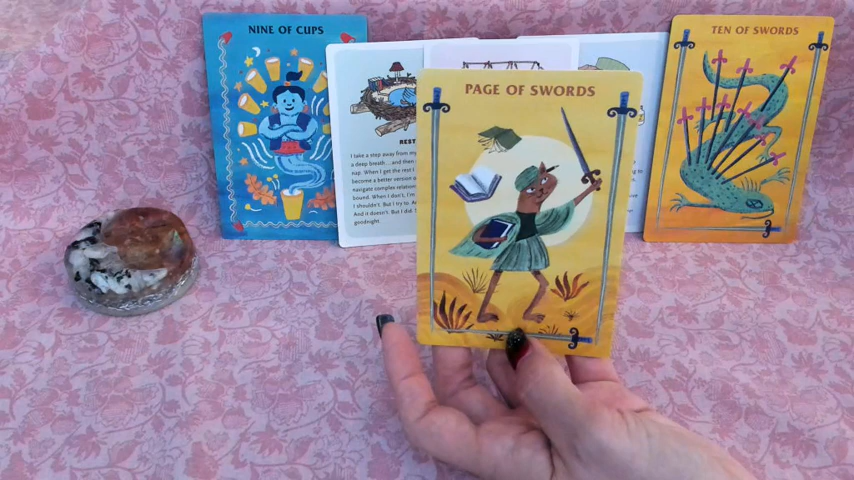 NINE OF CUPS
TEN OF SWORDS
PAGE OF SWORDS
REST
I take a step away from my
a deep breath...and then
nap. When I get the rest I
become a better version o
navigate complex relation
bound. When I don't, I'm
I shouldn't. But I try to. An
And it doesn't. But I did. S
goodnight.